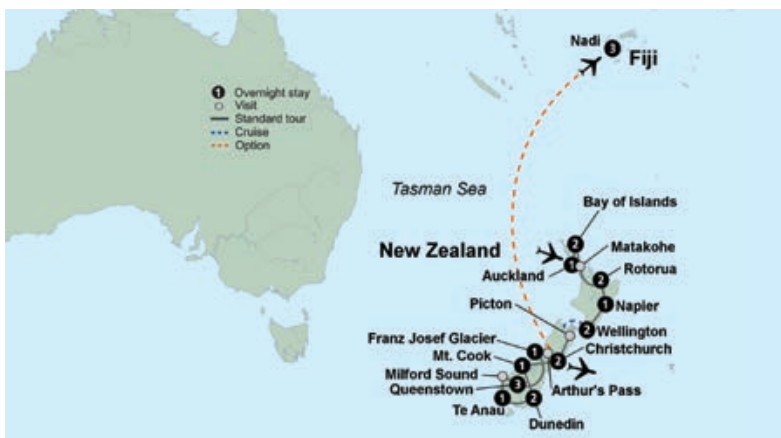 Nadi
3
Fiji
1 Overnight stay
Visit
Standard tour
Cruise
Option
Tasman Sea
Bay of Islands
2
New Zealand
Matakohe
Auckland
1
Rotorua
2
Picton
1
Napier
2
Wellington
Franz Josef Glacier
1
Christchurch
2
Mt. Cook
1
Milford Sound
Arthur's Pass
Queenstown
3
Te Anau
1
2
Dunedin